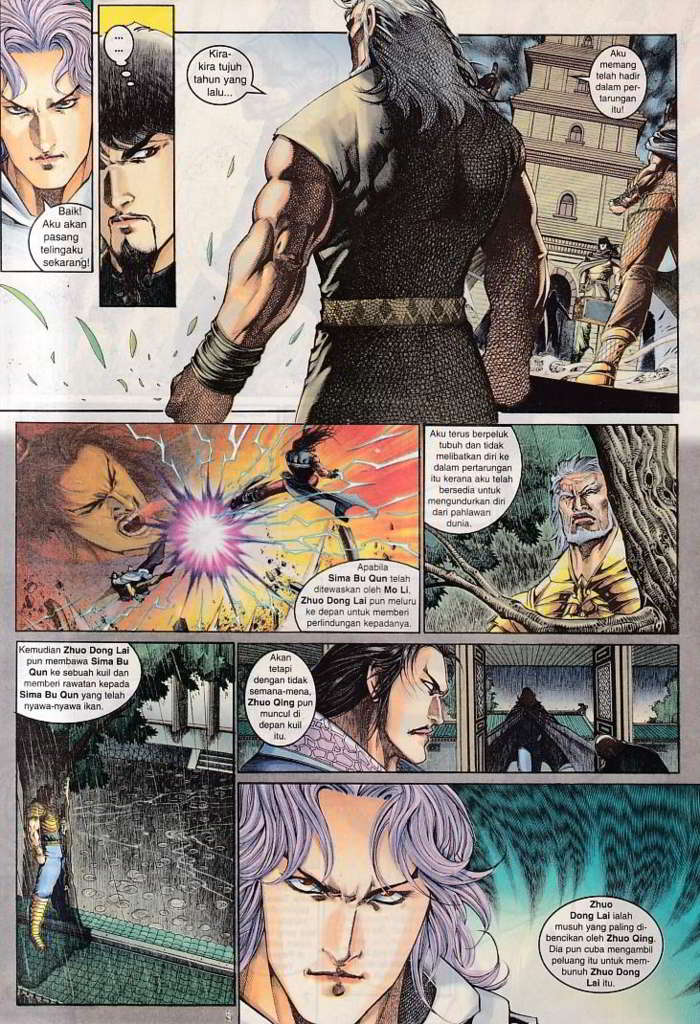 Baik!
Aku akan
pasang
telingaku
sekarang!
...
...
Kira-
kira tujuh
tahun yang
lalu...
Aku
memang
telah hadir
dalam per-
tarungan
itu!
Apabila
Sima Bu Qun telah
ditewaskan oleh Mo Li,
Zhuo Dong Lai pun meluru
ke depan untuk memberi
perlindungan kepadanya.
Aku terus berpeluk
tubuh dan tidak
melibatkan diri ke
dalam pertarungan
itu kerana aku telah
bersedia untuk
mengundurkan
diri dari pahlawan
dunia.
Kemudian Zhuo Dong Lai
pun membawa Sima Bu
Qun ke sebuah kuil dan
memberi rawatan kepada
Sima Bu Qun yang telah
nyawa-nyawa ikan.
Akan
tetapi
dengan tidak
semana-mena,
Zhuo Qing pun
muncul di
depan kuil
itu.
Zhuo
Dong Lai ialah
musuh yang paling di-
bencikan oleh Zhuo Qing.
Dia pun cuba mengambil
peluang itu untuk mem-
bunuh Zhuo Dong
Lai itu.